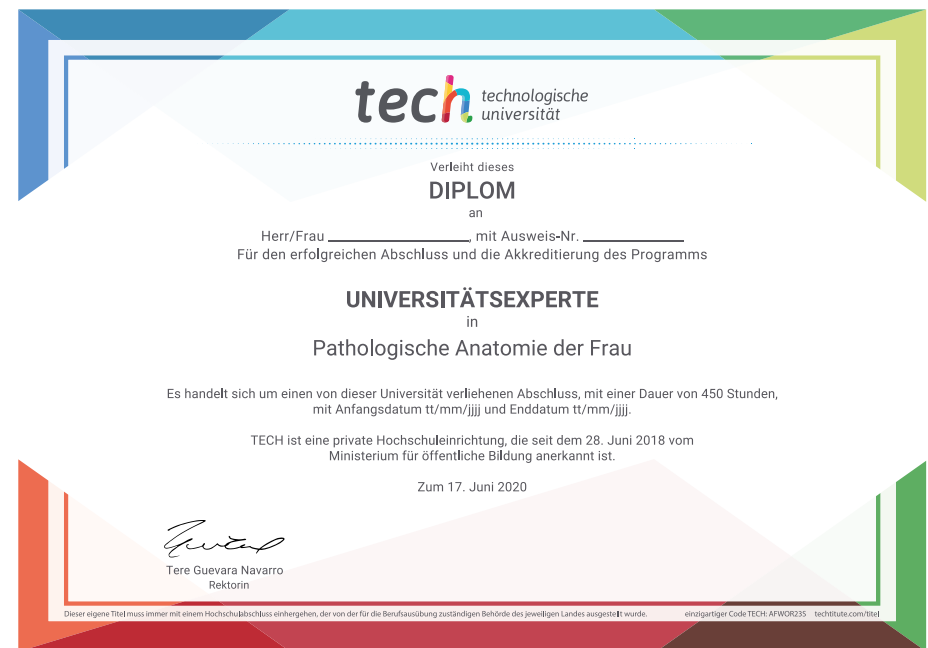 tech technologische
universität
Verleiht dieses
DIPLOM
an
Herr/Frau ____________________, mit Ausweis-Nr. ______________
Für den erfolgreichen Abschluss und die Akkreditierung des Programms
UNIVERSITÄTSEXPERTE
in
Pathologische Anatomie der Frau
Es handelt sich um einen von dieser Universität verliehenen Abschluss, mit einer Dauer von 450 Stunden,
mit Anfangsdatum tt/mm/jjjj und Enddatum tt/mm/jjjj.
TECH ist eine private Hochschuleinrichtung, die seit dem 28. Juni 2018 vom
Ministerium für öffentliche Bildung anerkannt ist.
Zum 17. Juni 2020
Tere Guevara Navarro
Rektorin
Dieser eigene Titel muss immer mit einem Hochschulabschluss einhergehen, der von der für die Berufsausübung zuständigen Behörde des jeweiligen Landes ausgestellt wurde. einzigartiger Code TECH: AFWOR23S techtitute.com/titel